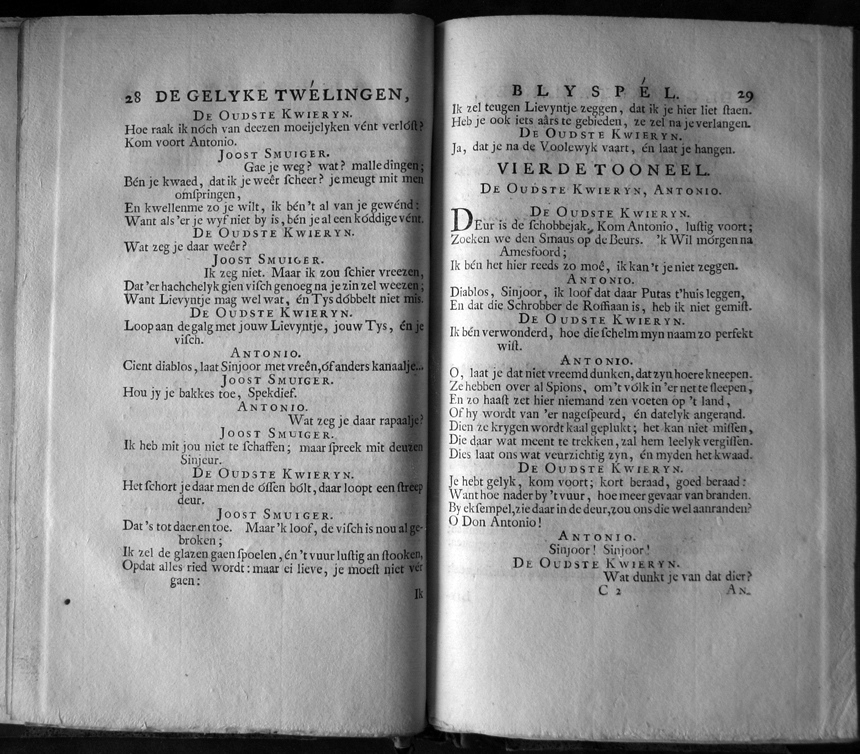 28 DE GELYKE TWÉLINGEN,
DE OUDSTE KWIERYN.
Hoe raak ik nóch van deezen moeijelyken vént verlóſt?
Kom voort Antonio.
JOOST SMUIGER.
Gae je weg? wat? malle dingen;
Bén je kwaed, dat ik je weêr ſcheer? je meugt mit men
omſpringen,
En kwellenme zo je wilt, ik bén't al van je gewénd:
Want als'er je wyf niet by is, bén je al een kóddige vént.
DE OUDSTE KWIERYN.
Wat zeg je daar weêr?
JOOST SMUIGER.
Ik zeg niet. Maar ik zou ſchier vreezen,
Dat'er hachchelyk gien viſch genoeg na je zin zel weezen;
Want Lievyntje mag wel wat, én Tys dóbbelt niet mis.
DE OUDSTE KWIERYN.
Loop aan de galg met jouw Lievyntje, jouw Tys, én je
viſch.
ANTONIO.
Cient diablos, laat Sinjoor met vreên, óf anders kanaalje...
JOOST SMUIGER.
Hou jy je bakkes toe, Spekdief.
ANTONIO.
Wat zeg je daar rapaalje?
JOOST SMUIGER.
Ik heb mit jou niet te ſchaffen; maar ſpreek mit deuzen
Sinjeur.
DE OUDSTE KWIERYN.
Het ſchort je daar men de óſſen bólt, daar loopt een ſtreep
deur.
JOOST SMUIGER.
Dat's tot daer en toe. Maar 'k loof, de viſch is nou al ge-
broken;
Ik zel de glazen gaen ſpoelen, én 't vuur luſtig an ſtooken,
Opdat alles ried wordt: maar ei lieve, je moeſt niet vér
gaen:
Ik
BLYSPÉL. 29
Ik zel teugen Lievyntje zeggen, dat ik je hier liet ſtaen.
Heb je ook iets aârs te gebieden, ze zel na je verlangen.
DE OUDSTE KWIERYN.
Ja, dat je na de Voolewyk vaart, én laat je hangen.
VIERDE TOONEEL.
DE OUDSTE KWIERYN, ANTONIO.
DE OUDSTE KWIERYN.
DEur is de ſchobbejak. Kom Antonio, luſtig voort;
Zoeken we den Smaus op de Beurs. 'k Wil mórgen na
Amesfoord;
Ik bén het hier reeds zo moê, ik kan't je niet zeggen.
ANTONIO.
Diablos, Sinjoor, ik loof dat daar Putas t'huis leggen,
En dat die Schrobber de Roffiaan is, heb ik niet gemiſt.
DE OUDSTE KWIERYN.
Ik bén verwonderd, hoe die ſchelm myn naam zo perfekt
wiſt.
ANTONIO.
O, laat je dat niet vreemd dunken, dat zyn hoere kneepen.
Ze hebben over al Spions, om 't vólk in 'er net te ſleepen,
En zo haaſt zet hier niemand zen voeten óp 't land,
Of hy wordt van 'er nageſpeurd, én datelyk angerand.
Dien ze krygen wordt kaal geplukt; het kan niet miſſen,
Die daar wat meent te trekken, zal hem leelyk vergiſſen.
Dies laat ons wat veurzichtig zyn, én myden het kwaad.
DE OUDSTE KWIERYN.
Je hebt gelyk, kom voort; kort beraad, goed beraad:
Want hoe nader by 't vuur, hoe meer gevaar van branden.
By ekſempel, zie daar in de deur, zou ons die wel aanranden?
O Don Antonio!
ANTONIO.
Sinjoor! Sinjoor!
DE OUDSTE KWIERYN.
Wat dunkt je van dat dier?
C 2 AN-